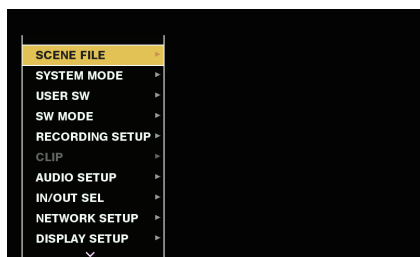 SCENE FILE
SYSTEM MODE
USER SW
SW MODE
RECORDING SETUP
CLIP
AUDIO SETUP
IN/OUT SEL
NETWORK SETUP
DISPLAY SETUP